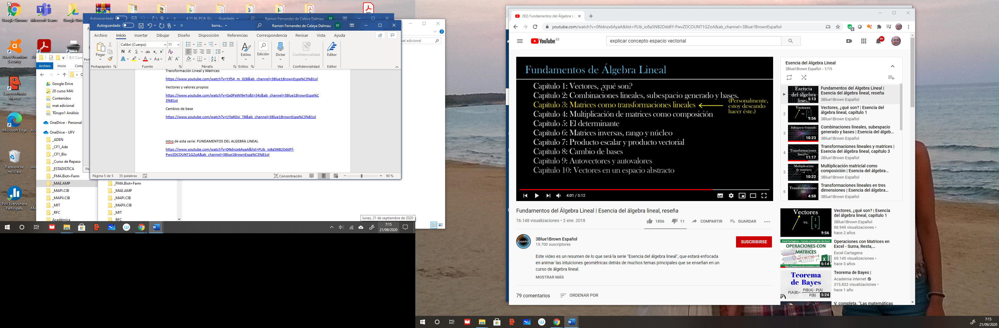 Google Chrome
Microsoft Teams
Google Drive
Avast Premium
Security
Lenovo Photo
Master
Microsoft Edge
Papelera de
reciclaje
Poll Everywhere
Participate
Autoguardado
4.11 AL.PCA_EJ... - Guardado
Ramon Fernandez de Caleya Dalmau
RF
Autoguardado
borra...
Ramon Fernandez de Caleya Dalmau
RF
Archivo Inicio Insertar Dibujar Diseño Disposición Referencias Correspondencia Revisar Vista Ayuda
Calibri (Cuerpo) 11
Pegar
Estilos
Edición
Dictar
Confidencialidad
Editor
Portapapeles Fuente Párrafo Estilos Voz Confidencialidad Editor
Transformación Lineal y Matrices
https://www.youtube.com/watch?v=YJfS4_m_0Z8&ab_channel=3Blue1BrownEspa%C3%B1ol
Vectores y valores propios
https://www.youtube.com/watch?v=Gx0PaWI9eYo&t=34s&ab_channel=3Blue1BrownEspa%C
3%B1ol
Cambios de base
https://www.youtube.com/watch?v=LYlaRDsi_T8&ab_channel=3Blue1BrownEspa%C3%B1ol
intro de esta serie: FUNDAMENTOS DEL ALGEBRA LINEAL
https://www.youtube.com/watch?v=0Ndnzx6AyaA&list=PLIb_io8a5NB2DddFf-
PwvZDCOUNT1GZoA&ab_channel=3Blue1BrownEspa%C3%B1ol
Página 5 de 5 35 palabras Concentración 90 %
mat adicional
B.II Com
Archivo Inicio Comp
Google Drive
20 curso MAI
Contenidos
mat adicional
TGrupo1 Análisis
OneDrive - Personal
OneDrive - UFV
_ADEN
_CF1_Ade
_CF1_Bio
_Curso de Repaso
_ESTADISTICA
_FMA.Biot+Farm
_MAE.AMP
_MAPI.CIB
_MAPII.CIB
_MIT
_RFC
Académica
_FMA.Biot+Farm
_MAE.AMP
_MAPI.CIB
_MAPII.CIB
_MIT
_RFC
lunes, 21 de septiembre de 2020
7:15
21/09/2020
(92) Fundamentos del Álgebra Li
youtube.com/watch?v=0Ndnzx6AyaA&list=PLIb_io8a5NB2DddFf-PwvZDCOUNT1GZoA&ab_channel=3Blue1BrownEspañol
YouTube ES
explicar concepto espacio vectorial
9+
Fundamentos de Álgebra Lineal
Capítulo 1: Vectores, ¿qué son?
Capítulo 2: Combinaciones lineales, subespacio generado y bases.
Capítulo 3: Matrices como transformaciones lineales
(Personalmente,
estoy deseando
hacer éste.)
Capítulo 4: Multiplicación de matrices como composición
Capítulo 5: El determinante
Capítulo 6: Matrices inversas, rango y núcleo
Capítulo 7: Producto escalar y producto vectorial
Capítulo 8: Cambio de bases
Capítulo 9: Autovectores y autovalores
Capítulo 10: Vectores en un espacio abstracto
4:01 / 5:12
Fundamentos del Álgebra Lineal | Esencia del álgebra lineal, reseña
76.148 visualizaciones • 2 ene. 2018
1856 11 COMPARTIR GUARDAR
3Blue1Brown Español
15.700 suscriptores
SUSCRIBIRSE
Este video es un resumen de lo que será la serie "Esencia del álgebra lineal", que estará enfocada
en animar las intuiciones geométricas detrás de muchos temas principales que se enseñan en un
curso de álgebra lineal.
MOSTRAR MÁS
79 comentarios ORDENAR POR
Esencia del Álgebra Lineal
3Blue1Brown Español - 1/15
Esencia
del álgebra
lineal
5:13
Fundamentos del Álgebra Lineal |
Esencia del álgebra lineal, reseña
3Blue1Brown Español
2
Vectores
vs.
9:56
Vectores, ¿qué son? | Esencia del
álgebra lineal, capítulo 1
3Blue1Brown Español
3
Subespacio Generado
10:23
Combinaciones lineales, subespacio
generado y bases | Esencia del álgeb...
3Blue1Brown Español
4
Transformaciones
lineales
11:17
Transformaciones lineales y matrices |
Esencia del álgebra lineal, capítulo 3
3Blue1Brown Español
5
Multiplicación
de matrices
10:22
Multiplicación matricial como
composición | Esencia del álgebra...
3Blue1Brown Español
6
Transformaciones
3D
4:58
Transformaciones lineales en tres
dimensiones | Esencia del álgebra...
3Blue1Brown Español
Vectores
vs. 1
2
9:56
Vectores, ¿qué son? | Esencia
del álgebra lineal, capítulo 1
3Blue1Brown Español
88.949 visualizaciones •
hace 2 años
Excel Cartagena – Cursos y tutoriales de Excel
OPERACIONES CON
MATRICES
5:14
Operaciones con Matrices en
Excel - Suma, Resta,...
Excel Cartagena
69.145 visualizaciones •
hace 3 años
Teorema
de Bayes
P(A|B)= P(B|A) · P(A)
P(B)
5:24
Teorema de Bayes |
Academia Internet
315.832 visualizaciones •
hace 1 año
V. completa. "Las matemáticas
7:15
21/09/2020